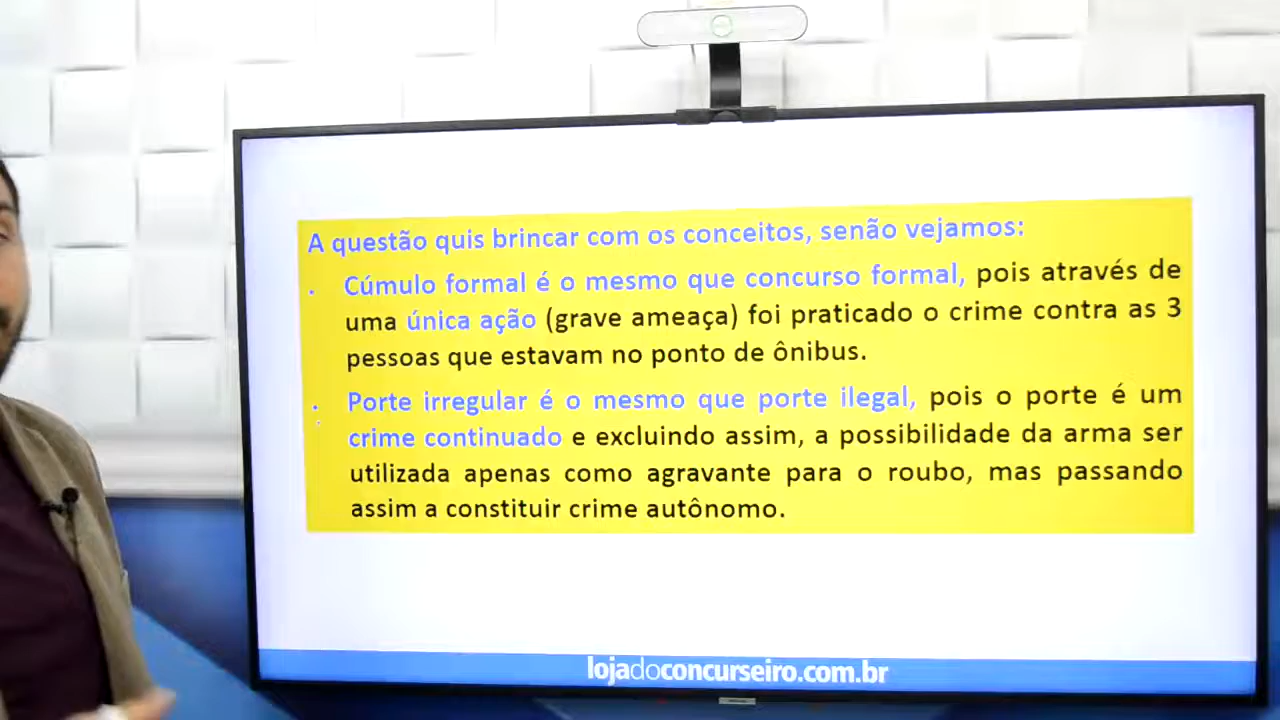 A questão quis brincar com os conceitos, senão vejamos:
. Cúmulo formal é o mesmo que concurso formal, pois através de
uma única ação (grave ameaça) foi praticado o crime contra as 3
pessoas que estavam no ponto de ônibus.
. Porte irregular é o mesmo que porte ilegal, pois o porte é um
crime continuado e excluindo assim, a possibilidade da arma ser
utilizada apenas como agravante para o roubo, mas passando
assim a constituir crime autônomo.
lojadoconcurseiro.com.br